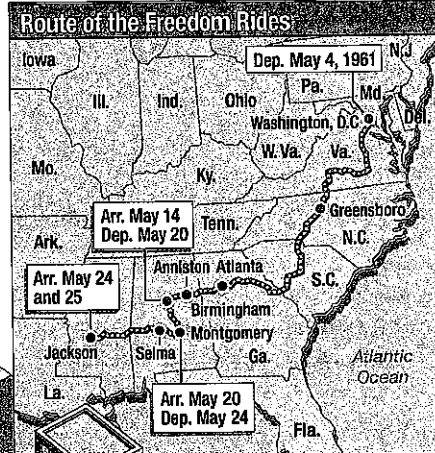 Route of the Freedom Rides
Iowa
Ill.
Ind.
Ohio
Dep. May 4, 1961
Pa.
N.J
Md.
Del.
Washington, D.C
W. Va.
Va.
Mo.
Ky.
Greensboro
N.C.
Arr. May 14
Dep. May 20
Tenn.
Ark.
S.C.
Anniston
Atlanta
Arr. May 24
and 25
Birmingham
Jackson
Selma
Montgomery
Ga.
Atlantic
Ocean
La.
Arr. May 20
Dep. May 24
Fla.